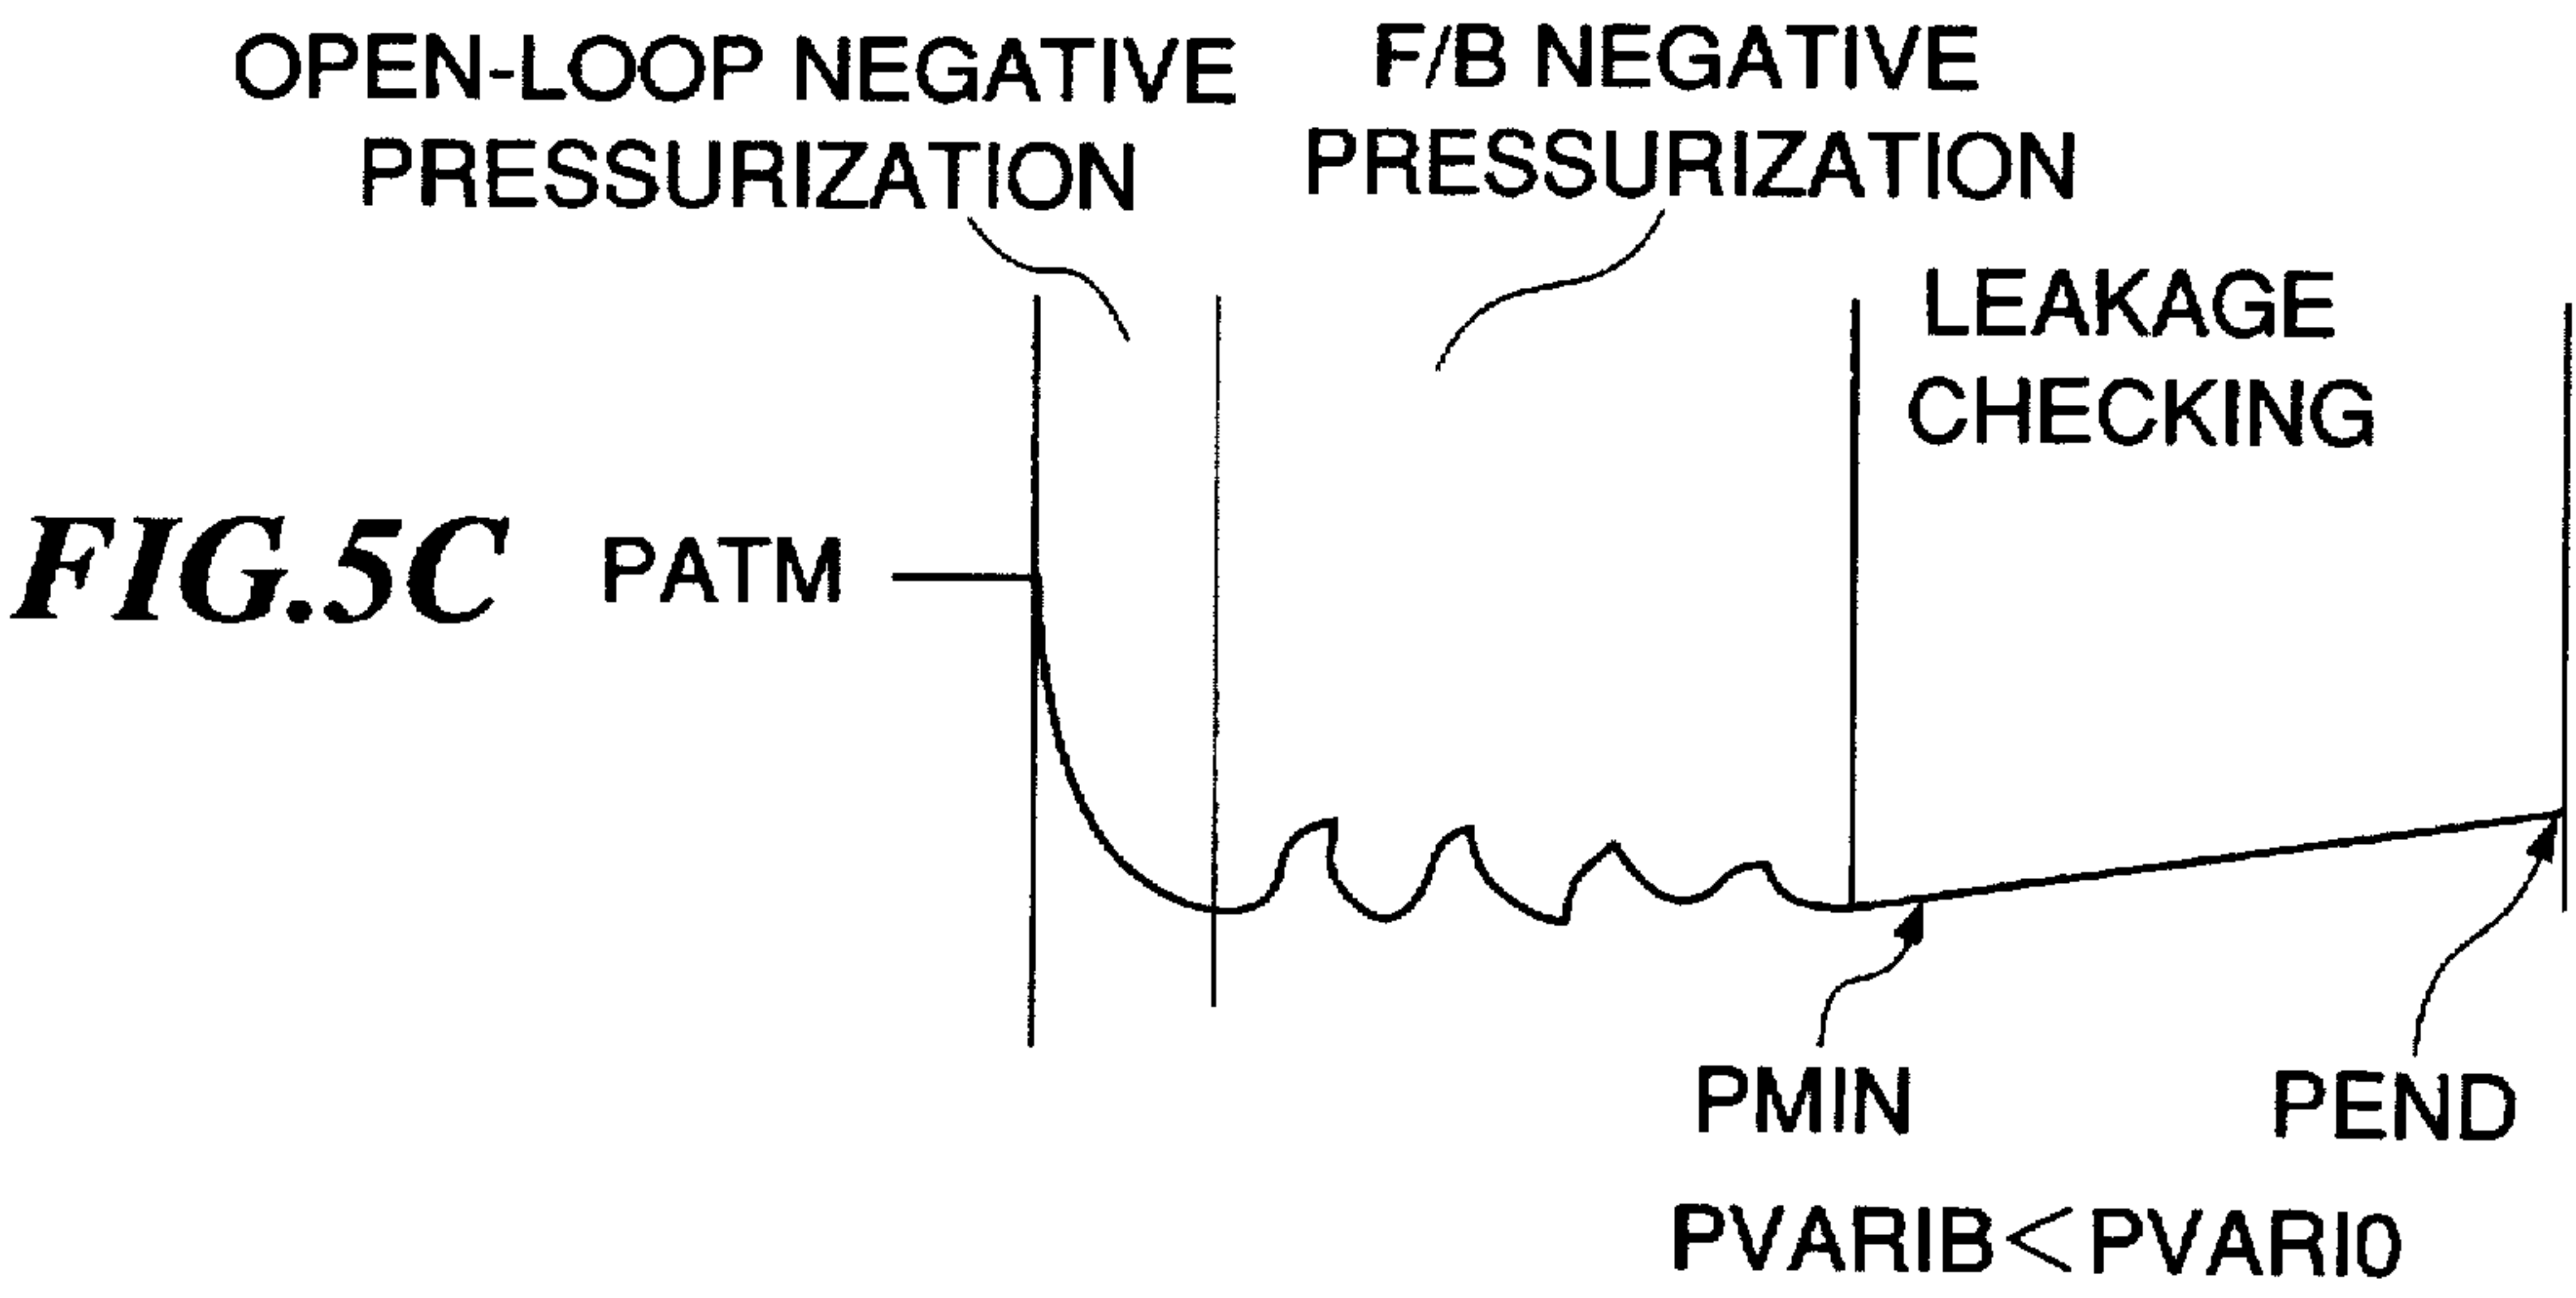 OPEN-LOOP NEGATIVE
PRESSURIZATION
F/B NEGATIVE
PRESSURIZATION
LEAKAGE
CHECKING
FIG.5C
PATM
PMIN
PEND
PVARIB<PVARI0